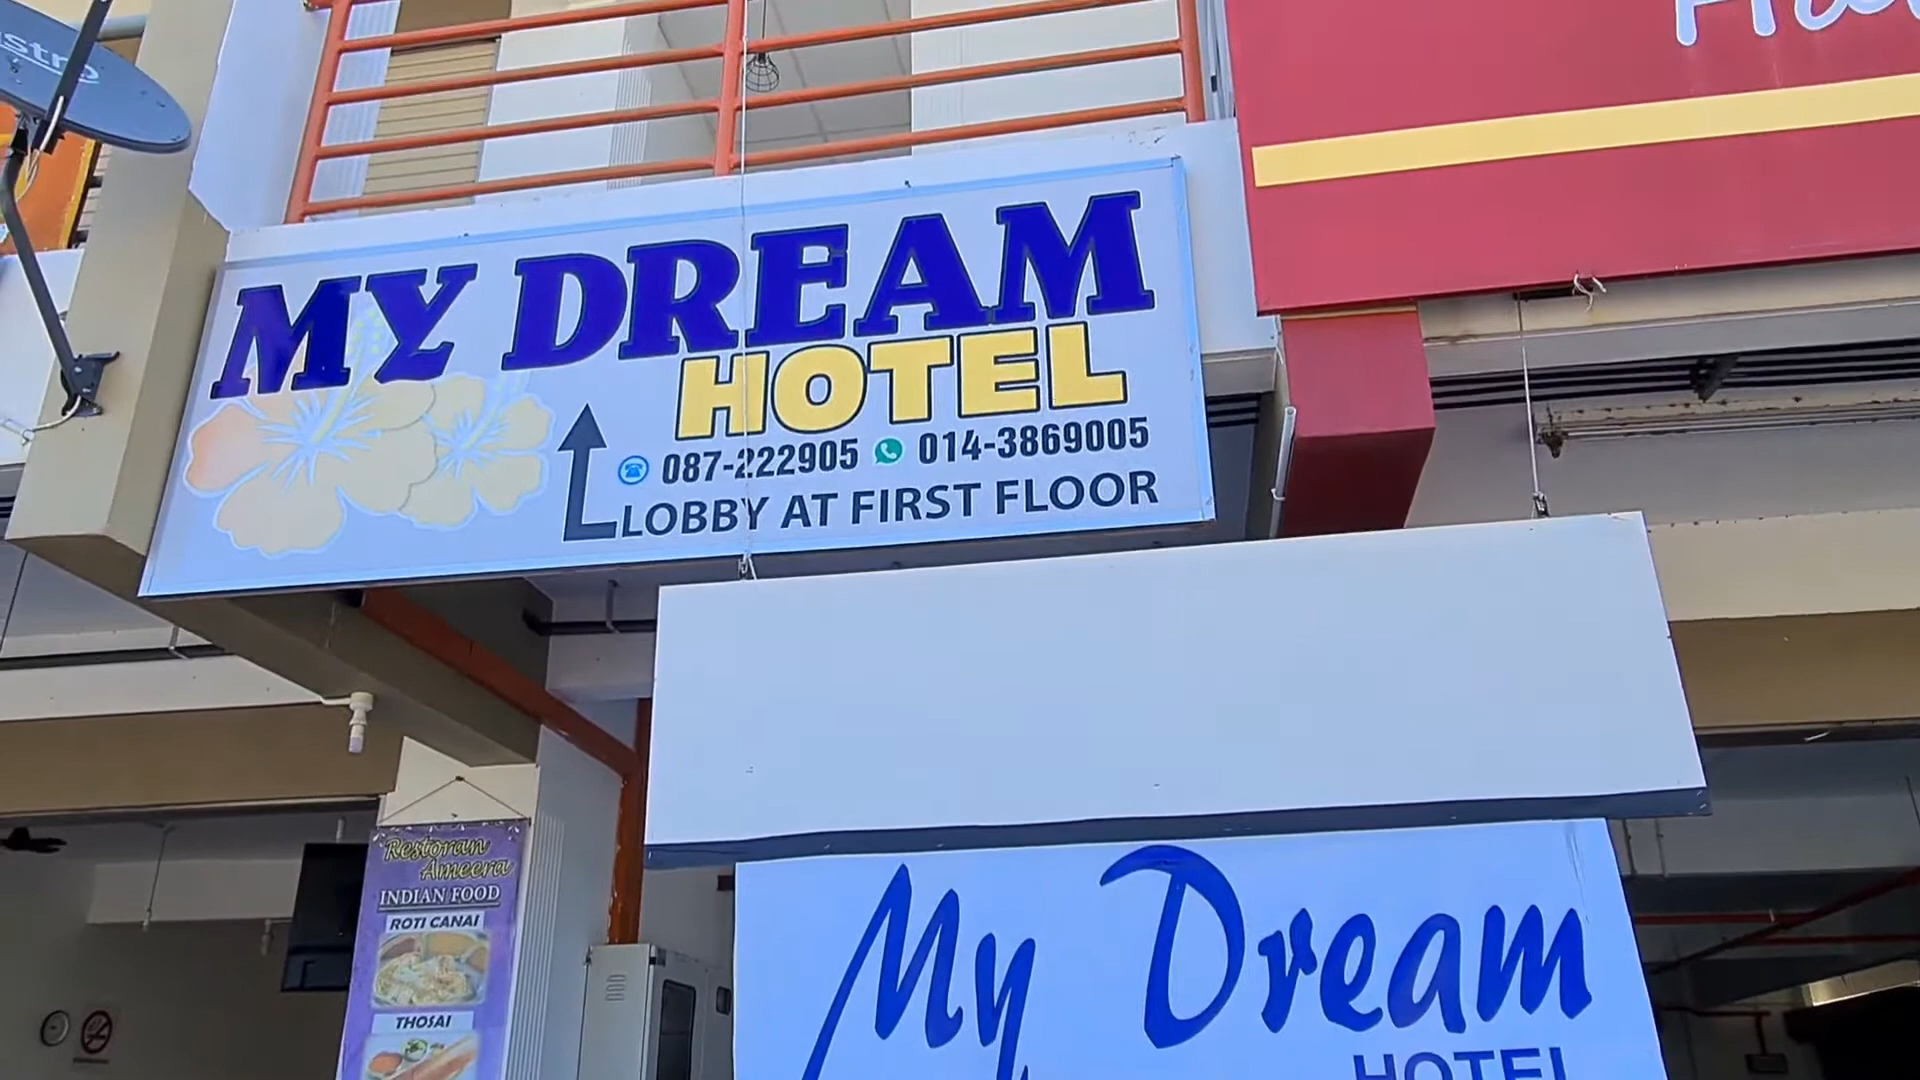 MY DREAM
HOTEL
087-222905 014-3869005
LOBBY AT FIRST FLOOR
My Dream
HOTEL
Restoran
Ameera
INDIAN FOOD
ROTI CANAI
THOSAI